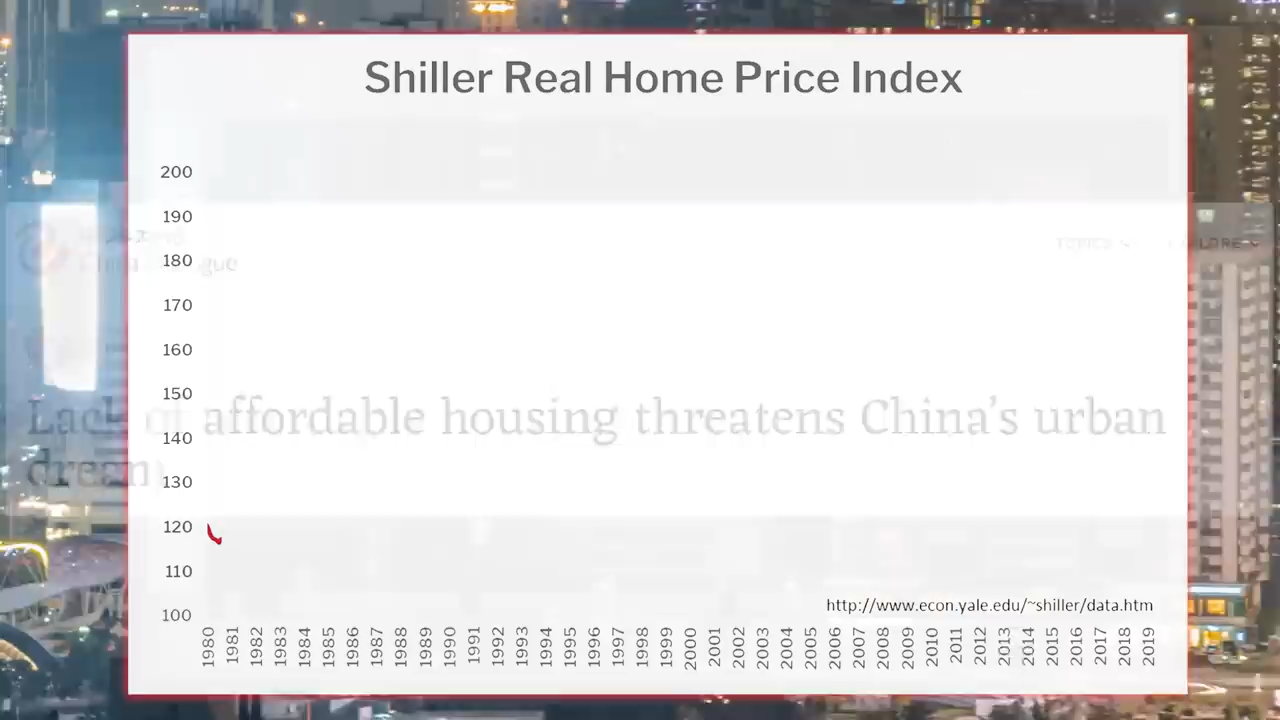 Shiller Real Home Price Index
200
190
180
170
160
150
140
130
120
110
100
Lack of affordable housing threatens China's urban
dream
http://www.econ.yale.edu/~shiller/data.htm
1980 1981 1982 1983 1984 1985 1986 1987 1988 1989 1990 1991 1992 1993 1994 1995 1996 1997 1998 1999 2000 2001 2002 2003 2004 2005 2006 2007 2008 2009 2010 2011 2012 2013 2014 2015 2016 2017 2018 2019